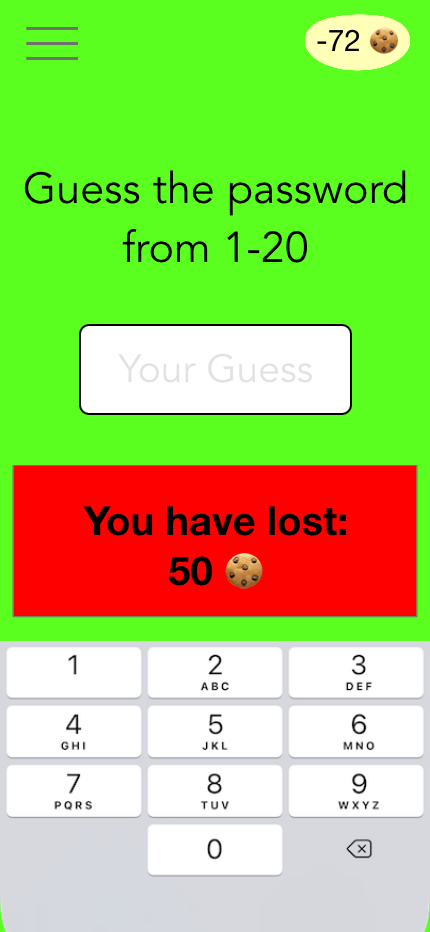 -72 🍪
Guess the password
from 1-20
Your Guess
You have lost:
50 🍪
1
2
ABC
3
DEF
4
GHI
5
JKL
6
MNO
7
PQRS
8
TUV
9
WXYZ
0